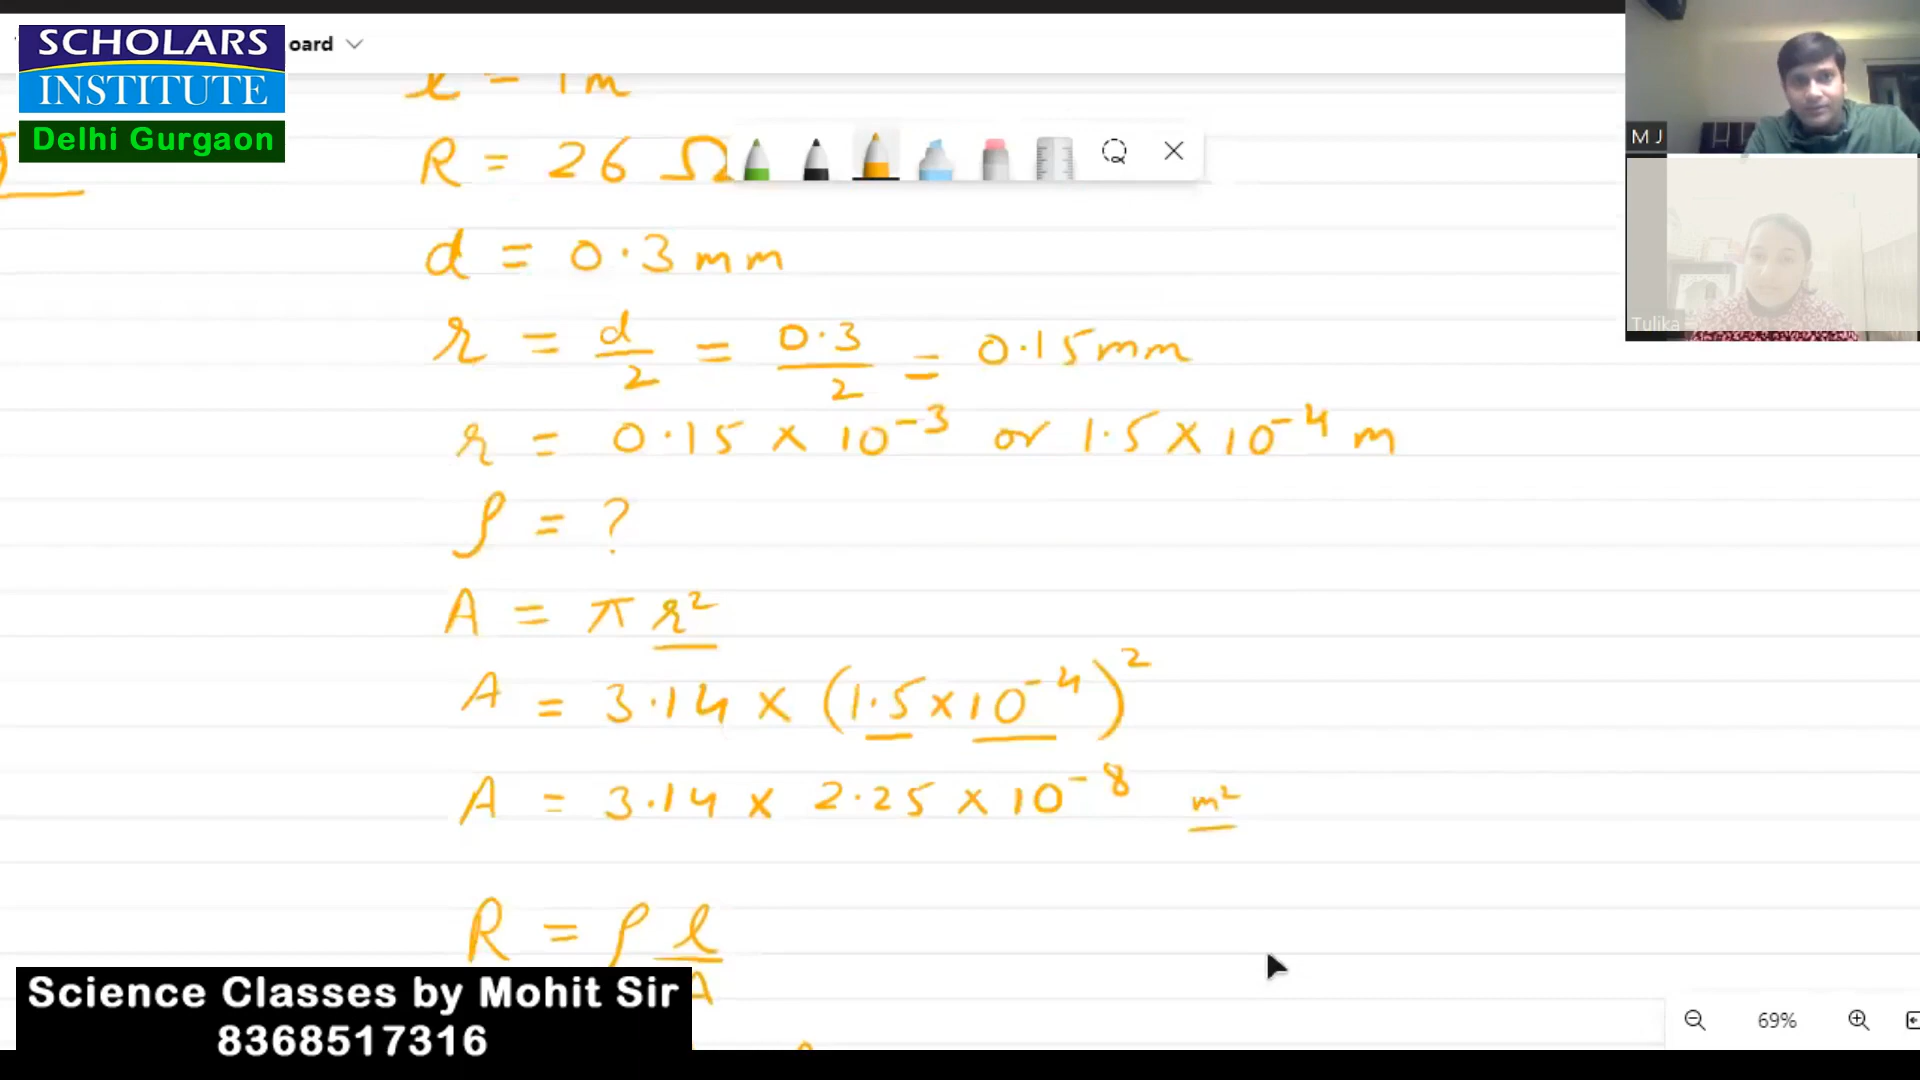 SCHOLARS
INSTITUTE
Delhi Gurgaon
oard
l = 1m
R = 26 Ω
d = 0.3 mm
r = d/2 = 0.3/2 = 0.15mm
r = 0.15 × 10⁻³ or 1.5 × 10⁻⁴ m
ρ = ?
A = π r²
A = 3.14 × (1.5 × 10⁻⁴)²
A = 3.14 × 2.25 × 10⁻⁸ m²
R = ρ l/A
M J
Tulika
Science Classes by Mohit Sir
8368517316
69%